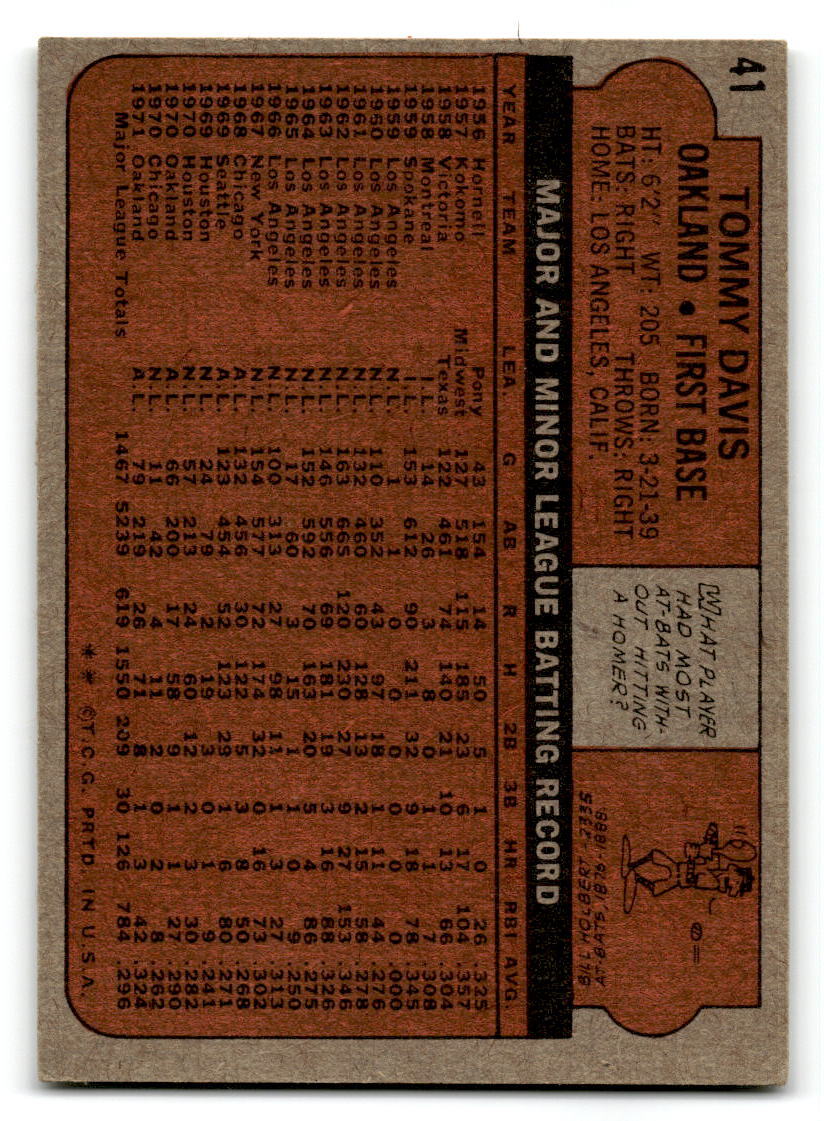 41
TOMMY DAVIS
OAKLAND • FIRST BASE
HT: 6'2" WT: 205 BORN: 3-21-39
BATS: RIGHT THROWS: RIGHT
HOME: LOS ANGELES, CALIF.
WHAT PLAYER
HAD MOST
AT-BATS WITH-
OUT HITTING
A HOMER?
BILL HOLBERT - 2335
AT-BATS, 1876-1888.
MAJOR AND MINOR LEAGUE BATTING RECORD
YEAR TEAM LEA. G AB R H 2B 3B HR RBI AVG.
1956 Hornell Pony 43 154 14 50 5 1 0 26 .325
1957 Kokomo Midwest 127 518 115 185 23 6 17 104 .357
1958 Victoria Texas 122 461 74 140 21 10 13 66 .304
1958 Montreal I.L. 14 26 3 8 0 1 1 7 .308
1959 Spokane I.L. 153 612 90 211 32 9 18 78 .345
1959 Los Angeles N.L. 1 1 0 0 0 0 0 0 .000
1960 Los Angeles N.L. 110 352 43 97 18 1 11 44 .276
1961 Los Angeles N.L. 132 460 60 128 13 2 15 58 .278
1962 Los Angeles N.L. 163 665 120 230 27 9 27 153 .346
1963 Los Angeles N.L. 146 556 69 181 19 3 16 88 .326
1964 Los Angeles N.L. 152 592 70 163 20 5 14 86 .275
1965 Los Angeles N.L. 17 60 3 15 1 1 0 9 .250
1966 Los Angeles N.L. 100 313 27 98 11 1 3 27 .313
1967 New York N.L. 154 577 72 174 32 0 16 73 .302
1968 Chicago A.L. 132 456 30 122 5 3 8 50 .268
1969 Seattle A.L. 123 454 52 123 29 1 6 80 .271
1969 Houston N.L. 24 79 2 19 3 0 1 9 .241
1970 Houston N.L. 57 213 24 60 12 2 3 30 .282
1970 Oakland A.L. 66 200 17 58 9 1 1 27 .290
1970 Chicago N.L. 11 42 4 11 2 0 2 8 .262
1971 Oakland A.L. 79 219 26 71 8 1 3 42 .324
Major League Totals 1467 5239 619 1550 209 30 126 784 .296
** ©T.C.G. PRTD. IN U.S.A.